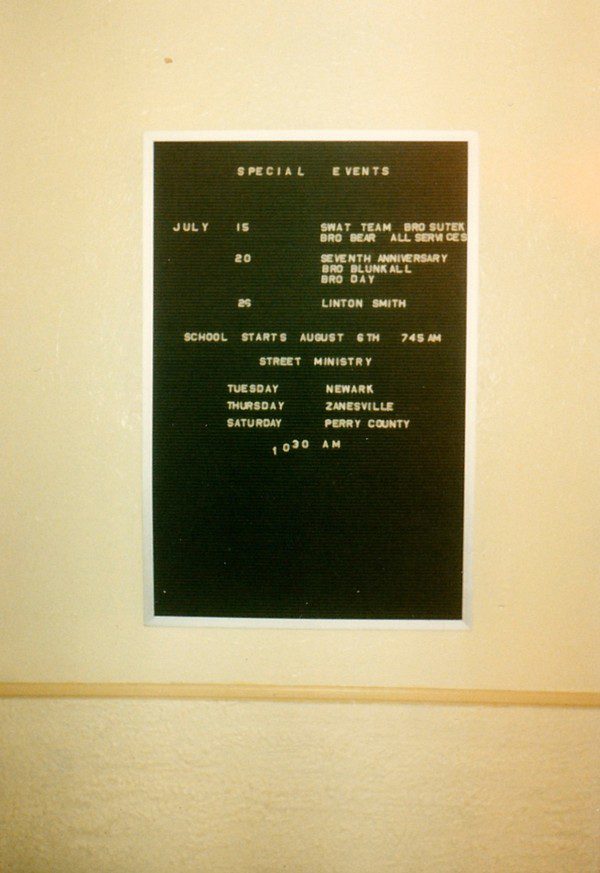 SPECIAL EVENTS
JULY 15 SWAT TEAM BRO SUTEK
BRO BEAR ALL SERVICES
20 SEVENTH ANNIVERSARY
BRO BLUNKALL
BRO DAY
26 LINTON SMITH
SCHOOL STARTS AUGUST 6TH 745 AM
STREET MINISTRY
TUESDAY NEWARK
THURSDAY ZANESVILLE
SATURDAY PERRY COUNTY
1030 AM